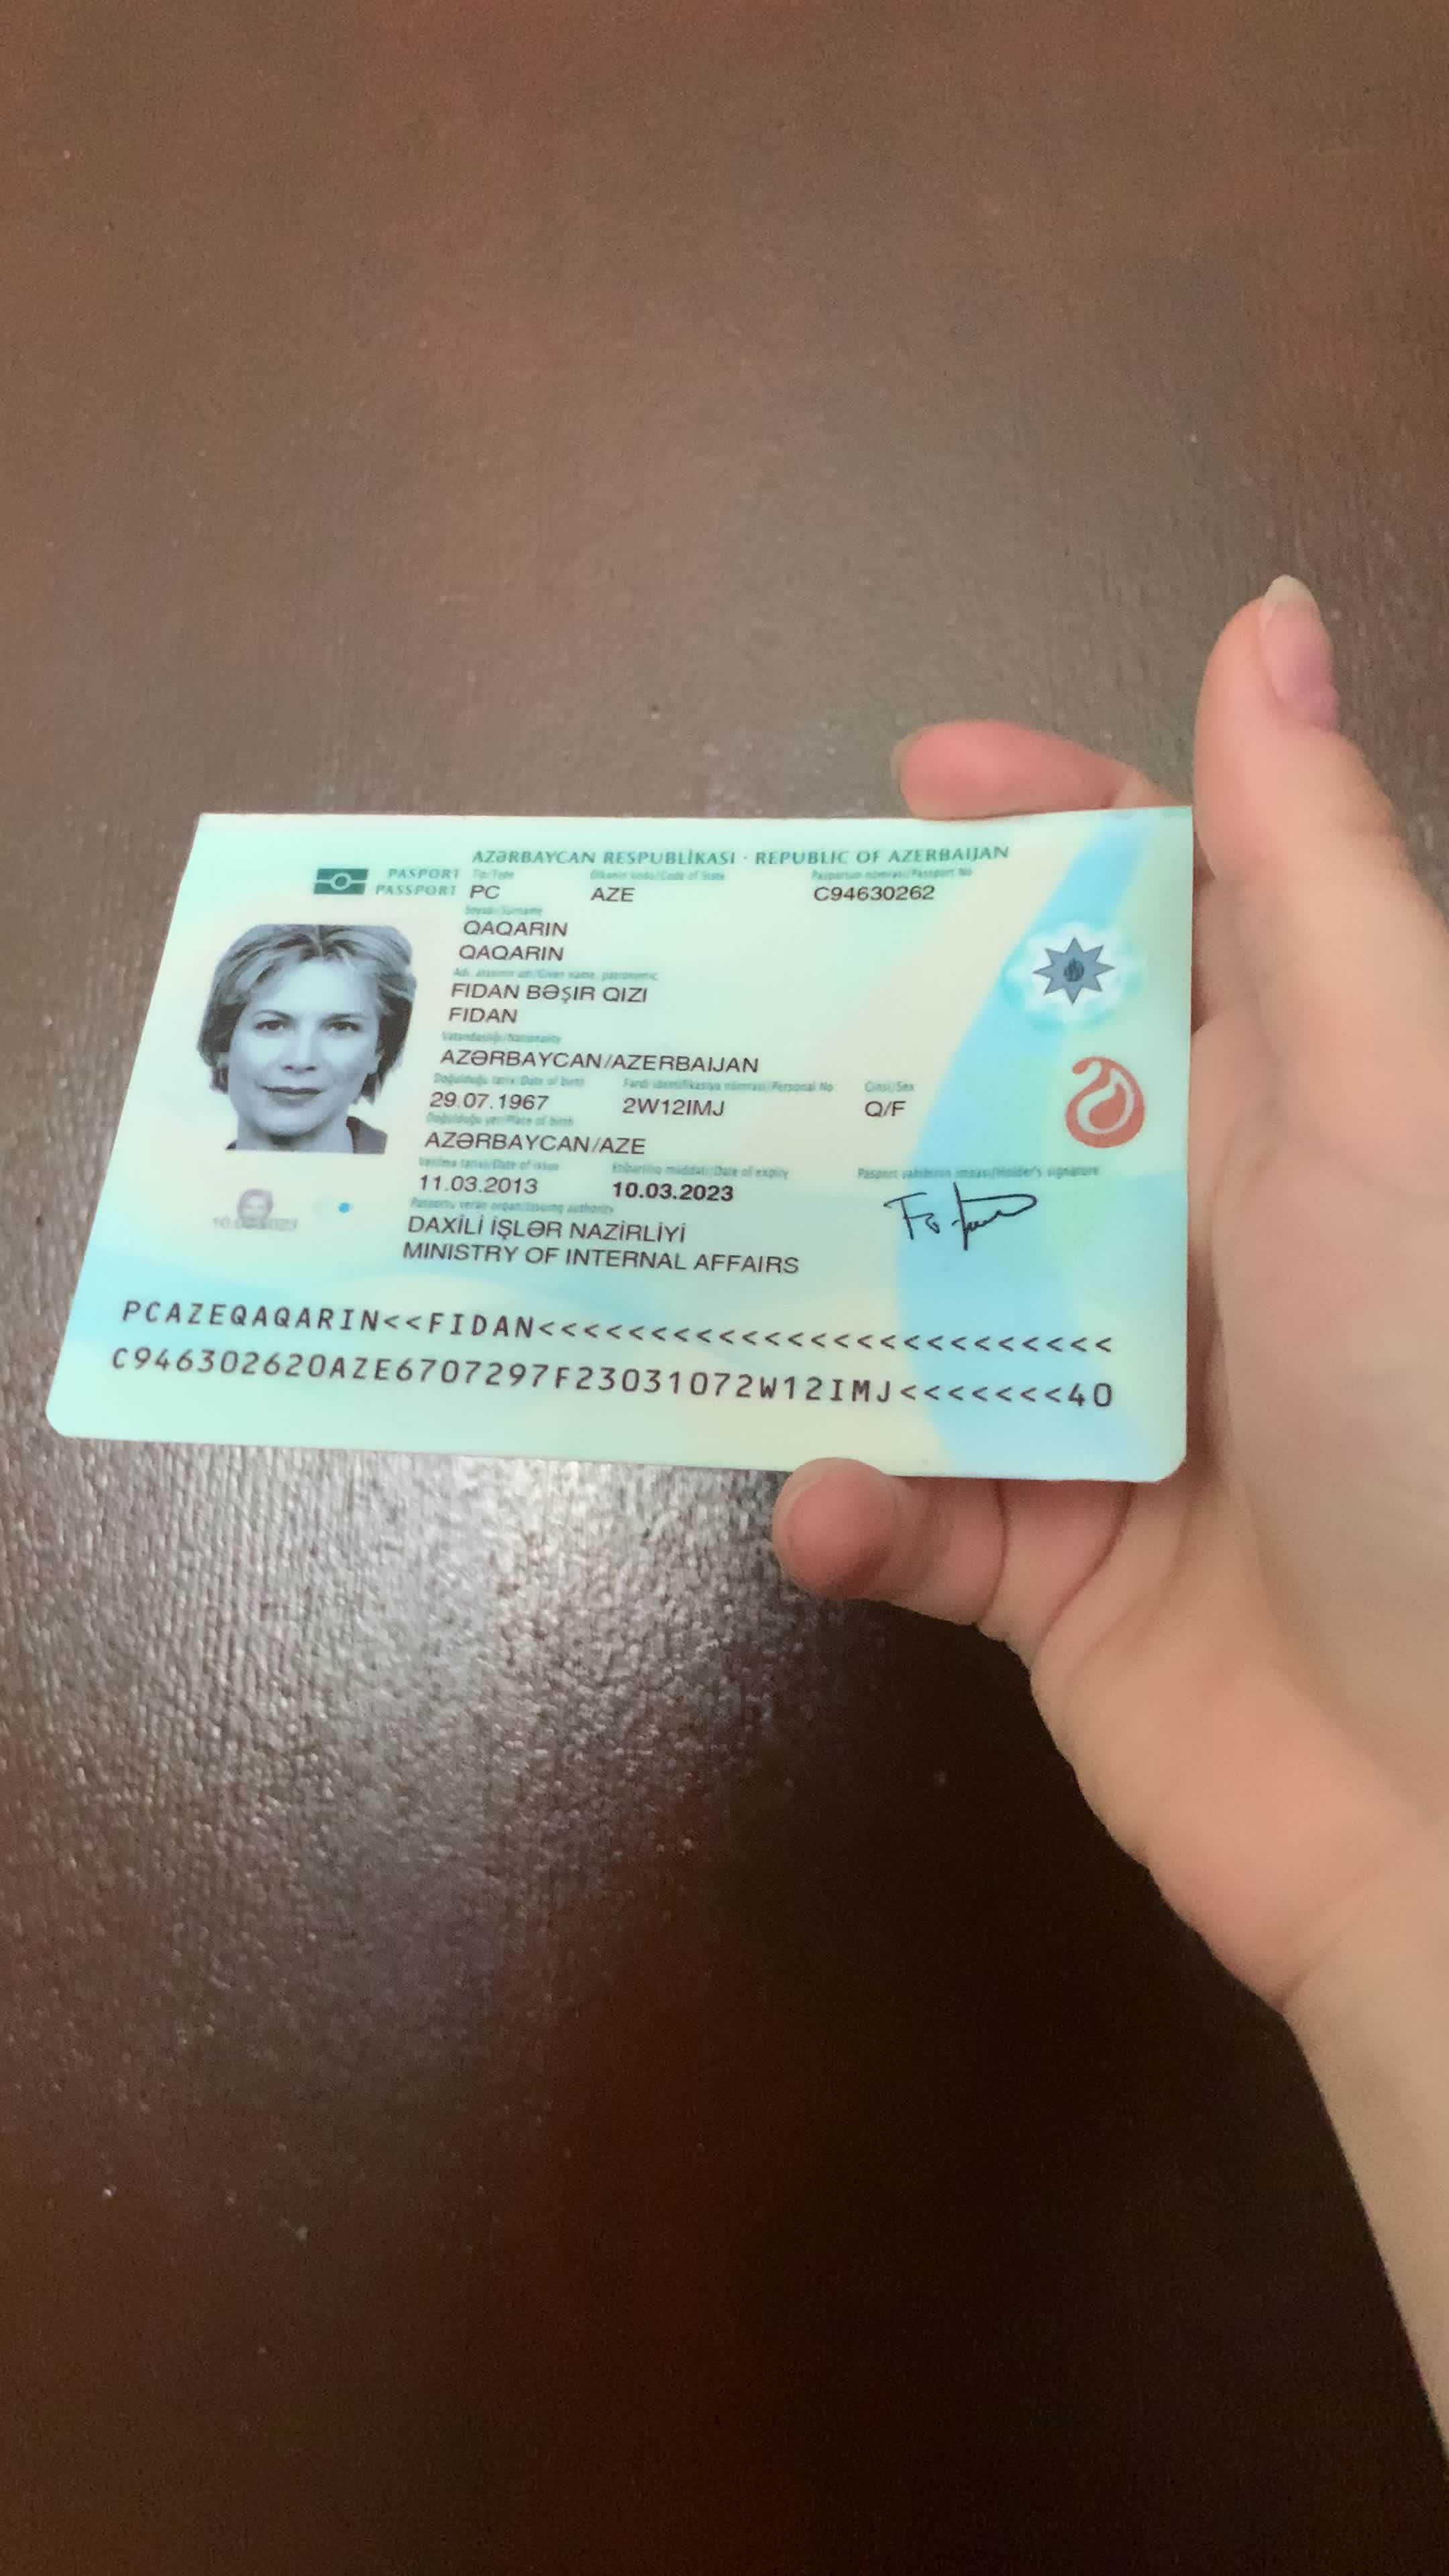 AZƏRBAYCAN RESPUBLİKASI · REPUBLIC OF AZERBAIJAN
PASPORT Tip/Type Ölkənin kodu/Code of State Pasportun nömrəsi/Passport No
PASSPORT PC AZE C94630262
Soyadı/Surname
QAQARIN
QAQARIN
Adı, atasının adı/Given name, patronymic
FIDAN BƏŞIR QIZI
FIDAN
Vətəndaşlığı/Nationality
AZƏRBAYCAN/AZERBAIJAN
Doğulduğu tarix/Date of birth Fərdi identifikasiya nömrəsi/Personal No Cinsi/Sex
29.07.1967 2W12IMJ Q/F
Doğulduğu yer/Place of birth
AZƏRBAYCAN/AZE
Verilmə tarixi/Date of issue Etibarlılıq müddəti/Date of expiry Pasport sahibinin imzası/Holder's signature
11.03.2013 10.03.2023
Pasportu verən orqan/Issuing authority
DAXİLİ İŞLƏR NAZİRLİYİ
MINISTRY OF INTERNAL AFFAIRS
PCAZEQAQARIN<<FIDAN<<<<<<<<<<<<<<<<<<<<<<<<<
C946302620AZE6707297F23031072W12IMJ<<<<<<<40